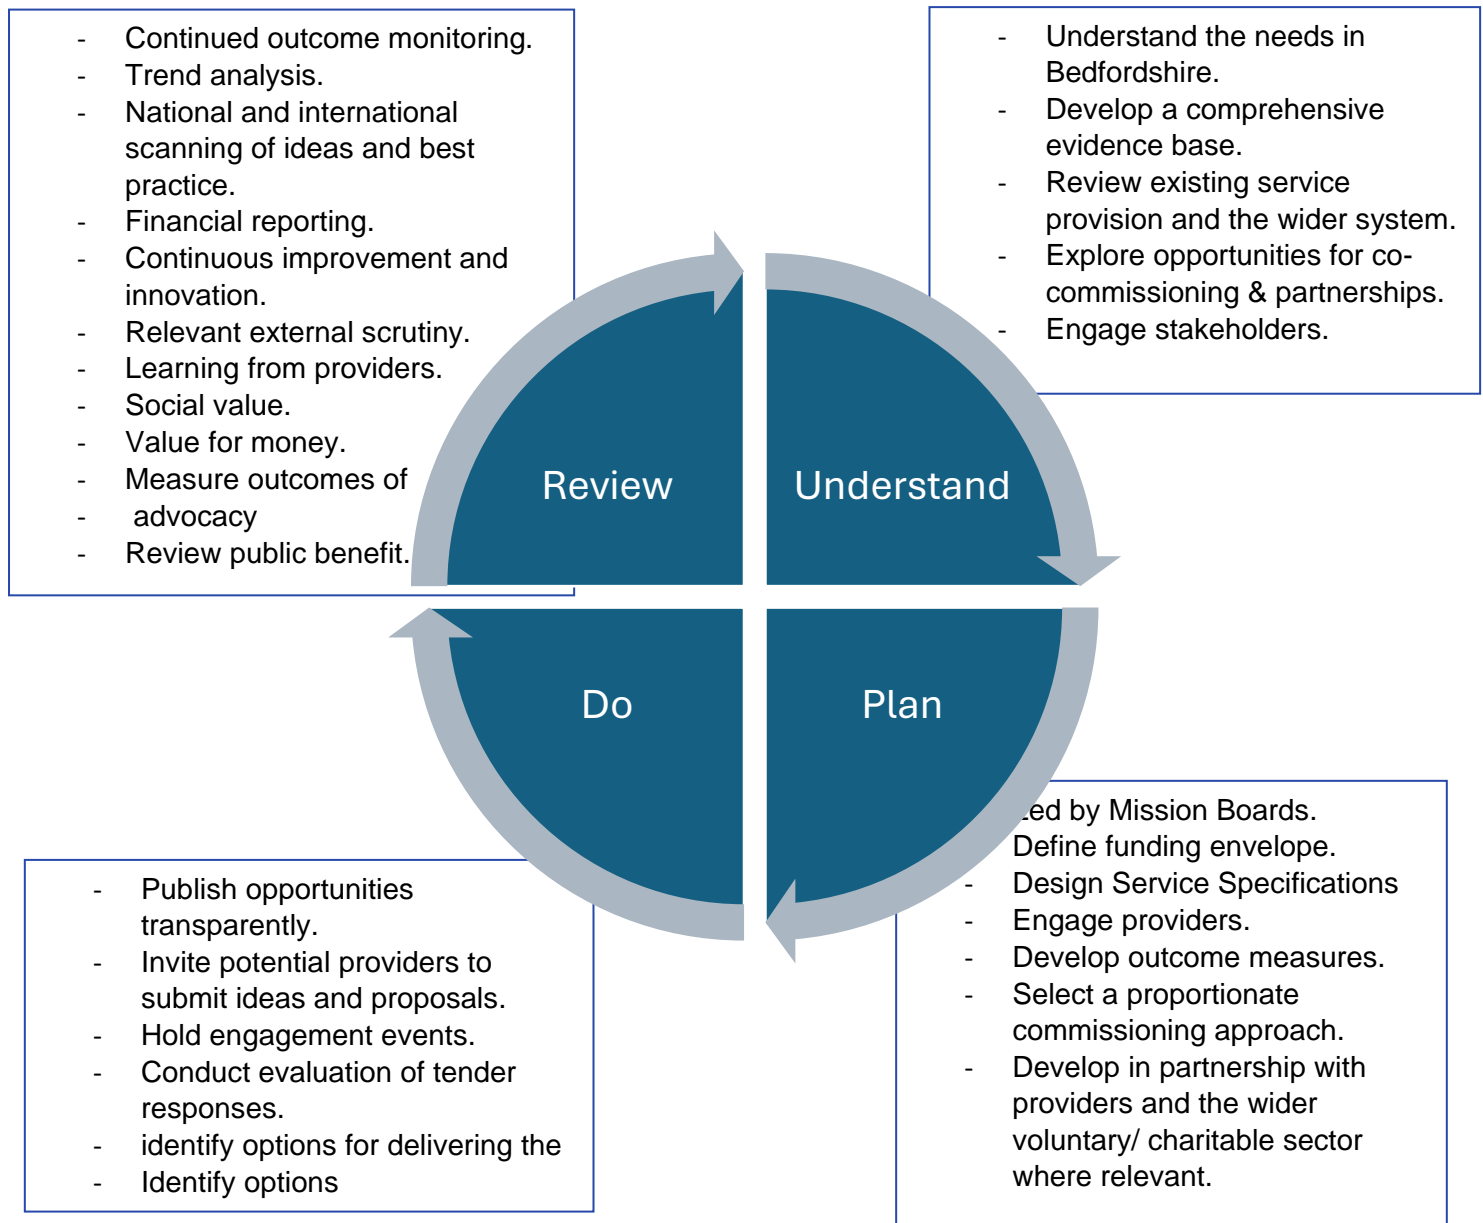 - Continued outcome monitoring.
- Trend analysis.
- National and international
scanning of ideas and best
practice.
- Financial reporting.
- Continuous improvement and
innovation.
- Relevant external scrutiny.
- Learning from providers.
- Social value.
- Value for money.
- Measure outcomes of
- advocacy
- Review public benefit.
- Understand the needs in
Bedfordshire.
- Develop a comprehensive
evidence base.
- Review existing service
provision and the wider system.
- Explore opportunities for co-
commissioning & partnerships.
- Engage stakeholders.
Review
Understand
Do
Plan
- Publish opportunities
transparently.
- Invite potential providers to
submit ideas and proposals.
- Hold engagement events.
- Conduct evaluation of tender
responses.
- identify options for delivering the
- Identify options
Led by Mission Boards.
Define funding envelope.
- Design Service Specifications
- Engage providers.
- Develop outcome measures.
- Select a proportionate
commissioning approach.
- Develop in partnership with
providers and the wider
voluntary/ charitable sector
where relevant.